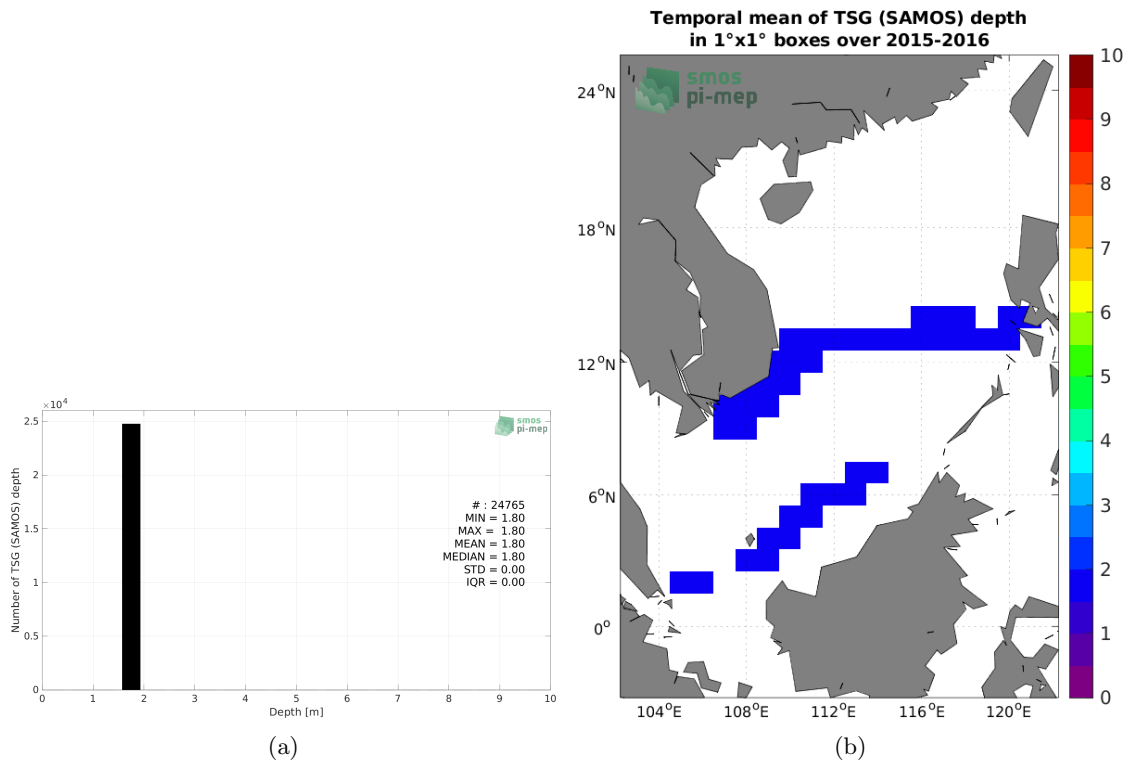 ×10⁴
2.5
2
1.5
1
0.5
0
Number of TSG (SAMOS) depth
smos
pi-mep
# : 24765
MIN = 1.80
MAX = 1.80
MEAN = 1.80
MEDIAN = 1.80
STD = 0.00
IQR = 0.00
0 1 2 3 4 5 6 7 8 9 10
Depth [m]
(a)
Temporal mean of TSG (SAMOS) depth
in 1°x1° boxes over 2015-2016
smos
pi-mep
24°N
18°N
12°N
6°N
0°
104°E 108°E 112°E 116°E 120°E
10
9
8
7
6
5
4
3
2
1
0
(b)